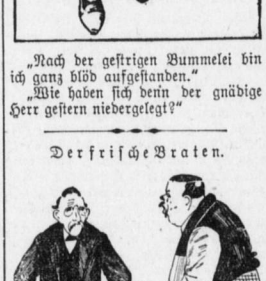 „Nach der gestrigen Bummelei bin
ich ganz blöd aufgestanden.“
„Wie haben sich denn der gnädige
Herr gestern niedergelegt?“
Der frische Braten.